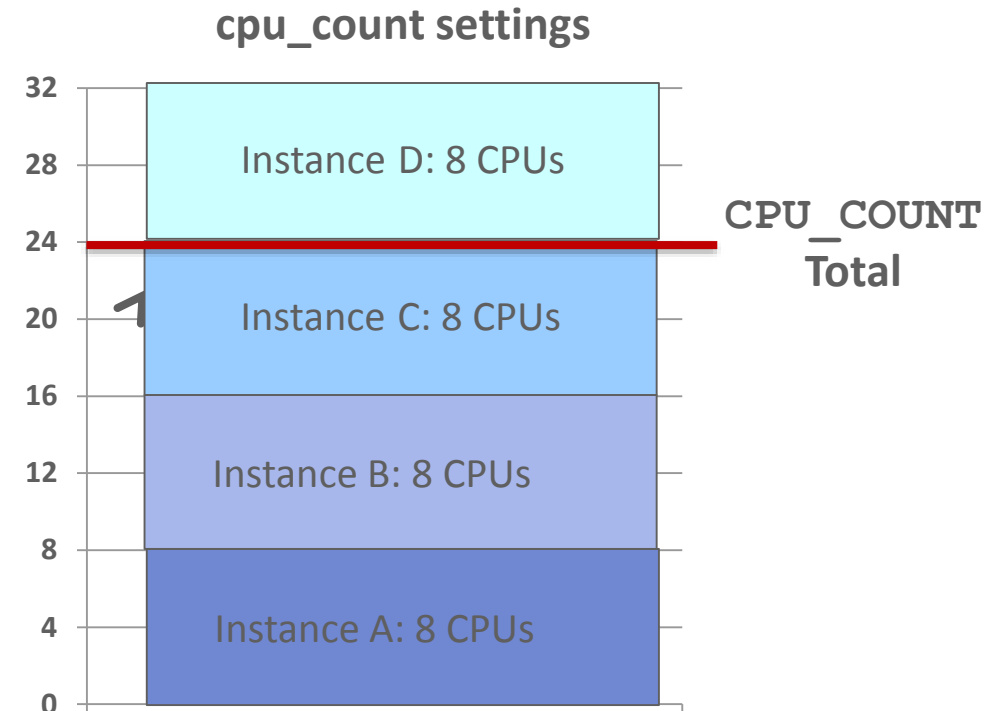 cpu_count settings
32
28
24
20
16
12
8
4
0
Instance D: 8 CPUs
Instance C: 8 CPUs
Instance B: 8 CPUs
Instance A: 8 CPUs
CPU_COUNT
Total